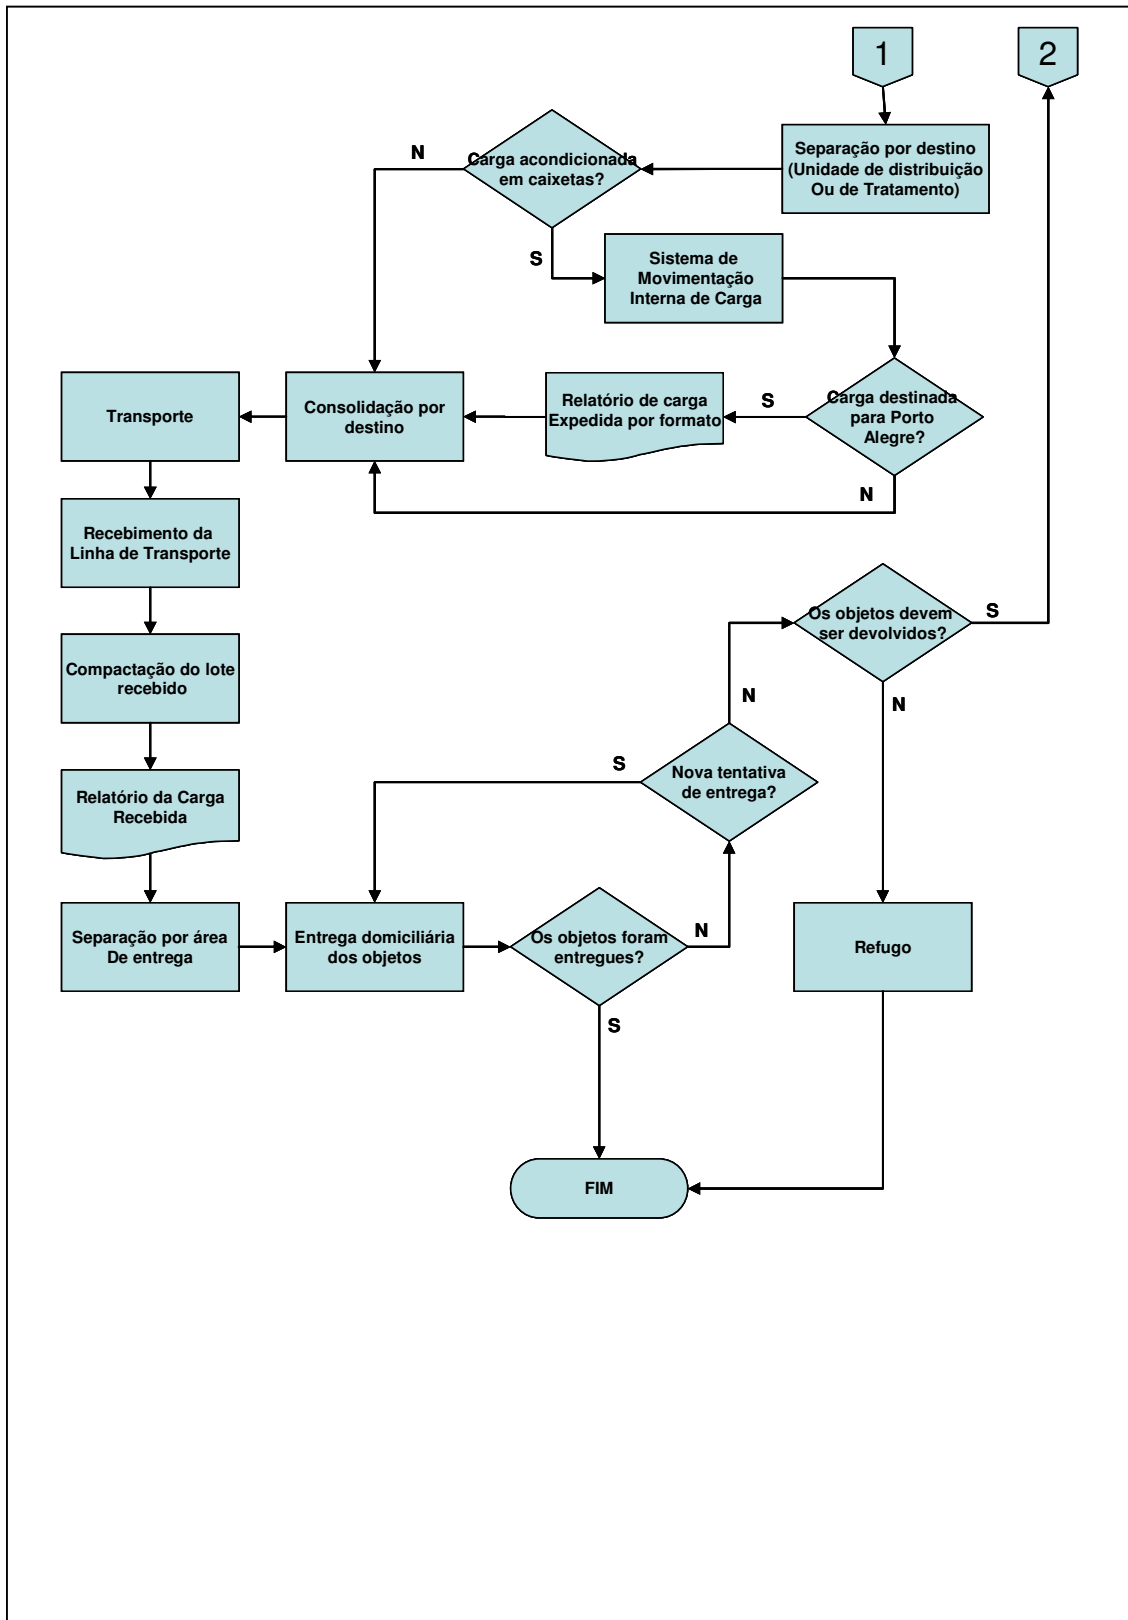 1
2
Separação por destino
(Unidade de distribuição
Ou de Tratamento)
Carga acondicionada
em caixetas?
N
S
Sistema de
Movimentação
Interna de Carga
Carga destinada
para Porto
Alegre?
S
N
Relatório de carga
Expedida por formato
Consolidação por
destino
Transporte
Recebimento da
Linha de Transporte
Compactação do lote
recebido
Relatório da Carga
Recebida
Separação por área
De entrega
Entrega domiciliária
dos objetos
Os objetos foram
entregues?
N
S
Nova tentativa
de entrega?
S
N
Os objetos devem
ser devolvidos?
S
N
Refugo
FIM